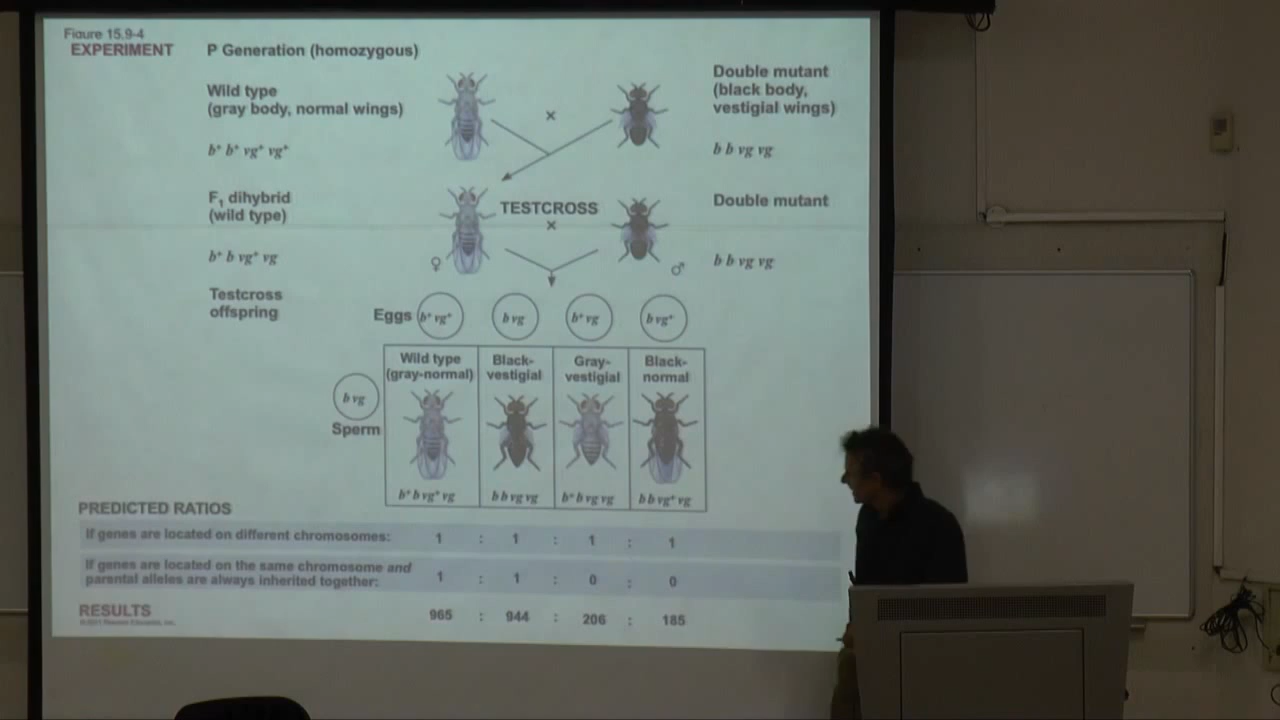 Figure 15.9-4
EXPERIMENT
P Generation (homozygous)
Wild type
(gray body, normal wings)
b⁺ b⁺ vg⁺ vg⁺
×
Double mutant
(black body,
vestigial wings)
b b vg vg
F₁ dihybrid
(wild type)
b⁺ b vg⁺ vg
TESTCROSS
×
♀
♂
Double mutant
b b vg vg
Testcross
offspring
Eggs
b⁺ vg⁺
b vg
b⁺ vg
b vg⁺
Wild type
(gray-normal)
Black-
vestigial
Gray-
vestigial
Black-
normal
b vg
Sperm
b⁺ b vg⁺ vg
b b vg vg
b⁺ b vg vg
b b vg⁺ vg
PREDICTED RATIOS
If genes are located on different chromosomes:
1 : 1 : 1 : 1
If genes are located on the same chromosome and
parental alleles are always inherited together:
1 : 1 : 0 : 0
RESULTS
965 : 944 : 206 : 185
© 2011 Pearson Education, Inc.